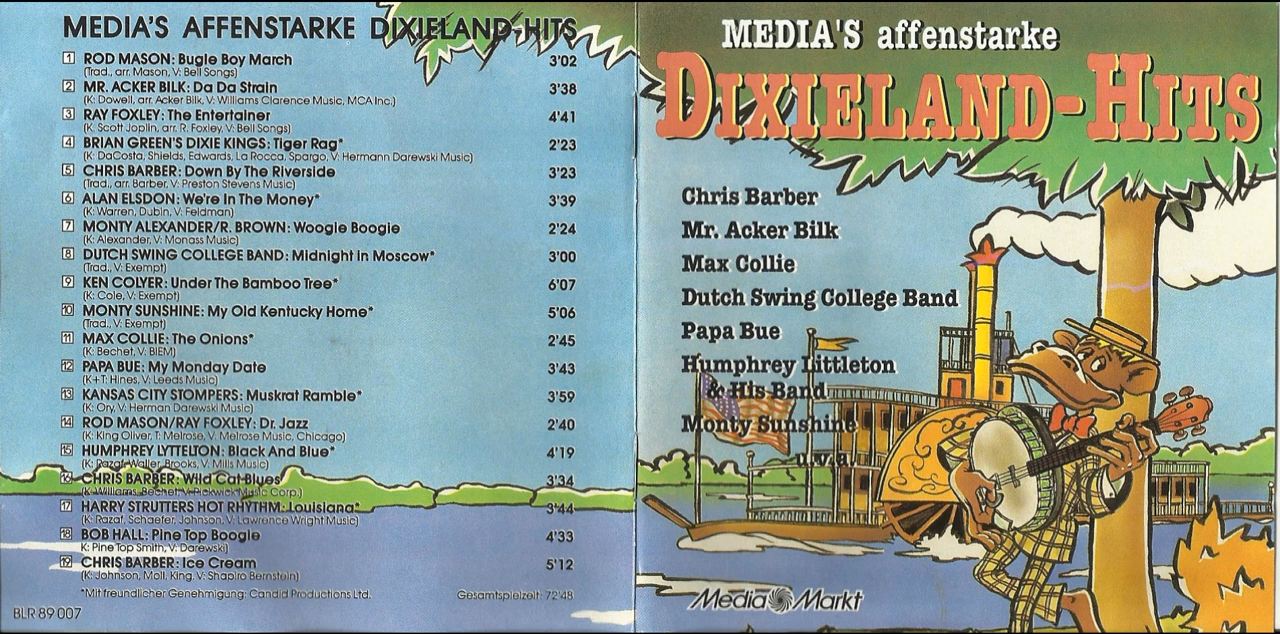 MEDIA'S AFFENSTARKE DIXIELAND-HITS
1 ROD MASON: Bugle Boy March 3'02
(Trad., arr. Mason, V: Bell Songs)
2 MR. ACKER BILK: Da Da Strain 3'38
(K: Dowell, arr. Acker Bilk, V: Williams Clarence Music, MCA Inc.)
3 RAY FOXLEY: The Entertainer 4'41
(K: Scott Joplin, arr. R. Foxley, V: Bell Songs)
4 BRIAN GREEN'S DIXIE KINGS: Tiger Rag* 2'23
(K: DaCosta, Shields, Edwards, La Rocca, Spargo, V: Hermann Darewski Music)
5 CHRIS BARBER: Down By The Riverside 3'23
(Trad., arr. Barber, V: Preston Stevens Music)
6 ALAN ELSDON: We're In The Money* 3'39
(K: Warren, Dubin, V: Feldman)
7 MONTY ALEXANDER/R. BROWN: Woogie Boogie 2'24
(K: Alexander, V: Monass Music)
8 DUTCH SWING COLLEGE BAND: Midnight in Moscow* 3'00
(Trad., V: Exempt)
9 KEN COLYER: Under The Bamboo Tree* 6'07
(K: Cole, V: Exempt)
10 MONTY SUNSHINE: My Old Kentucky Home* 5'06
(Trad., V: Exempt)
11 MAX COLLIE: The Onions* 2'45
(K: Bechet, V: BIEM)
12 PAPA BUE: My Monday Date 3'43
(K+T: Hines, V: Leeds Music)
13 KANSAS CITY STOMPERS: Muskrat Ramble* 3'59
(K: Ory, V: Herman Darewski Music)
14 ROD MASON/RAY FOXLEY: Dr. Jazz 2'40
(K: King Oliver, T: Melrose, V: Melrose Music, Chicago)
15 HUMPHREY LYTTELTON: Black And Blue* 4'19
(K: Razaf, Waller, Brooks, V: Mills Music)
16 CHRIS BARBER: Wild Cat Blues 3'34
(K: Williams, Bechet, V: Pickwick Music Corp.)
17 HARRY STRUTTERS HOT RHYTHM: Louisiana* 3'44
(K: Razaf, Schaefer, Johnson, V: Lawrence Wright Music)
18 BOB HALL: Pine Top Boogie 4'33
K: Pine Top Smith, V: Darewski)
19 CHRIS BARBER: Ice Cream 5'12
(K: Johnson, Moll, King, V: Shapiro Bernstein)
*Mit freundlicher Genehmigung: Candid Productions Ltd. Gesamtspielzeit: 72'48
BLR 89 007
MEDIA'S affenstarke
DIXIELAND-HITS
Chris Barber
Mr. Acker Bilk
Max Collie
Dutch Swing College Band
Papa Bue
Humphrey Littleton
& His Band
Monty Sunshine
u.v.a.
Media Markt